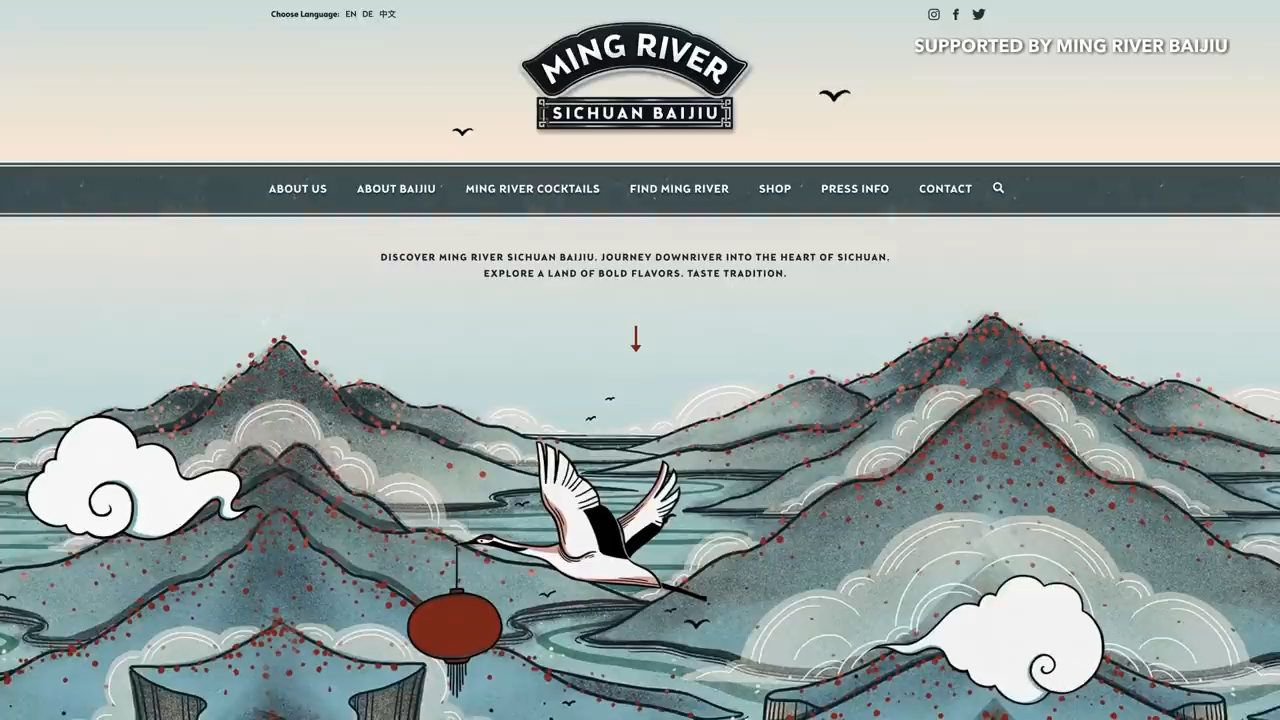 Choose Language: EN DE 中文
SUPPORTED BY MING RIVER BAIJIU
MING RIVER
SICHUAN BAIJIU
ABOUT US ABOUT BAIJIU MING RIVER COCKTAILS FIND MING RIVER SHOP PRESS INFO CONTACT
DISCOVER MING RIVER SICHUAN BAIJIU. JOURNEY DOWNRIVER INTO THE HEART OF SICHUAN.
EXPLORE A LAND OF BOLD FLAVORS. TASTE TRADITION.